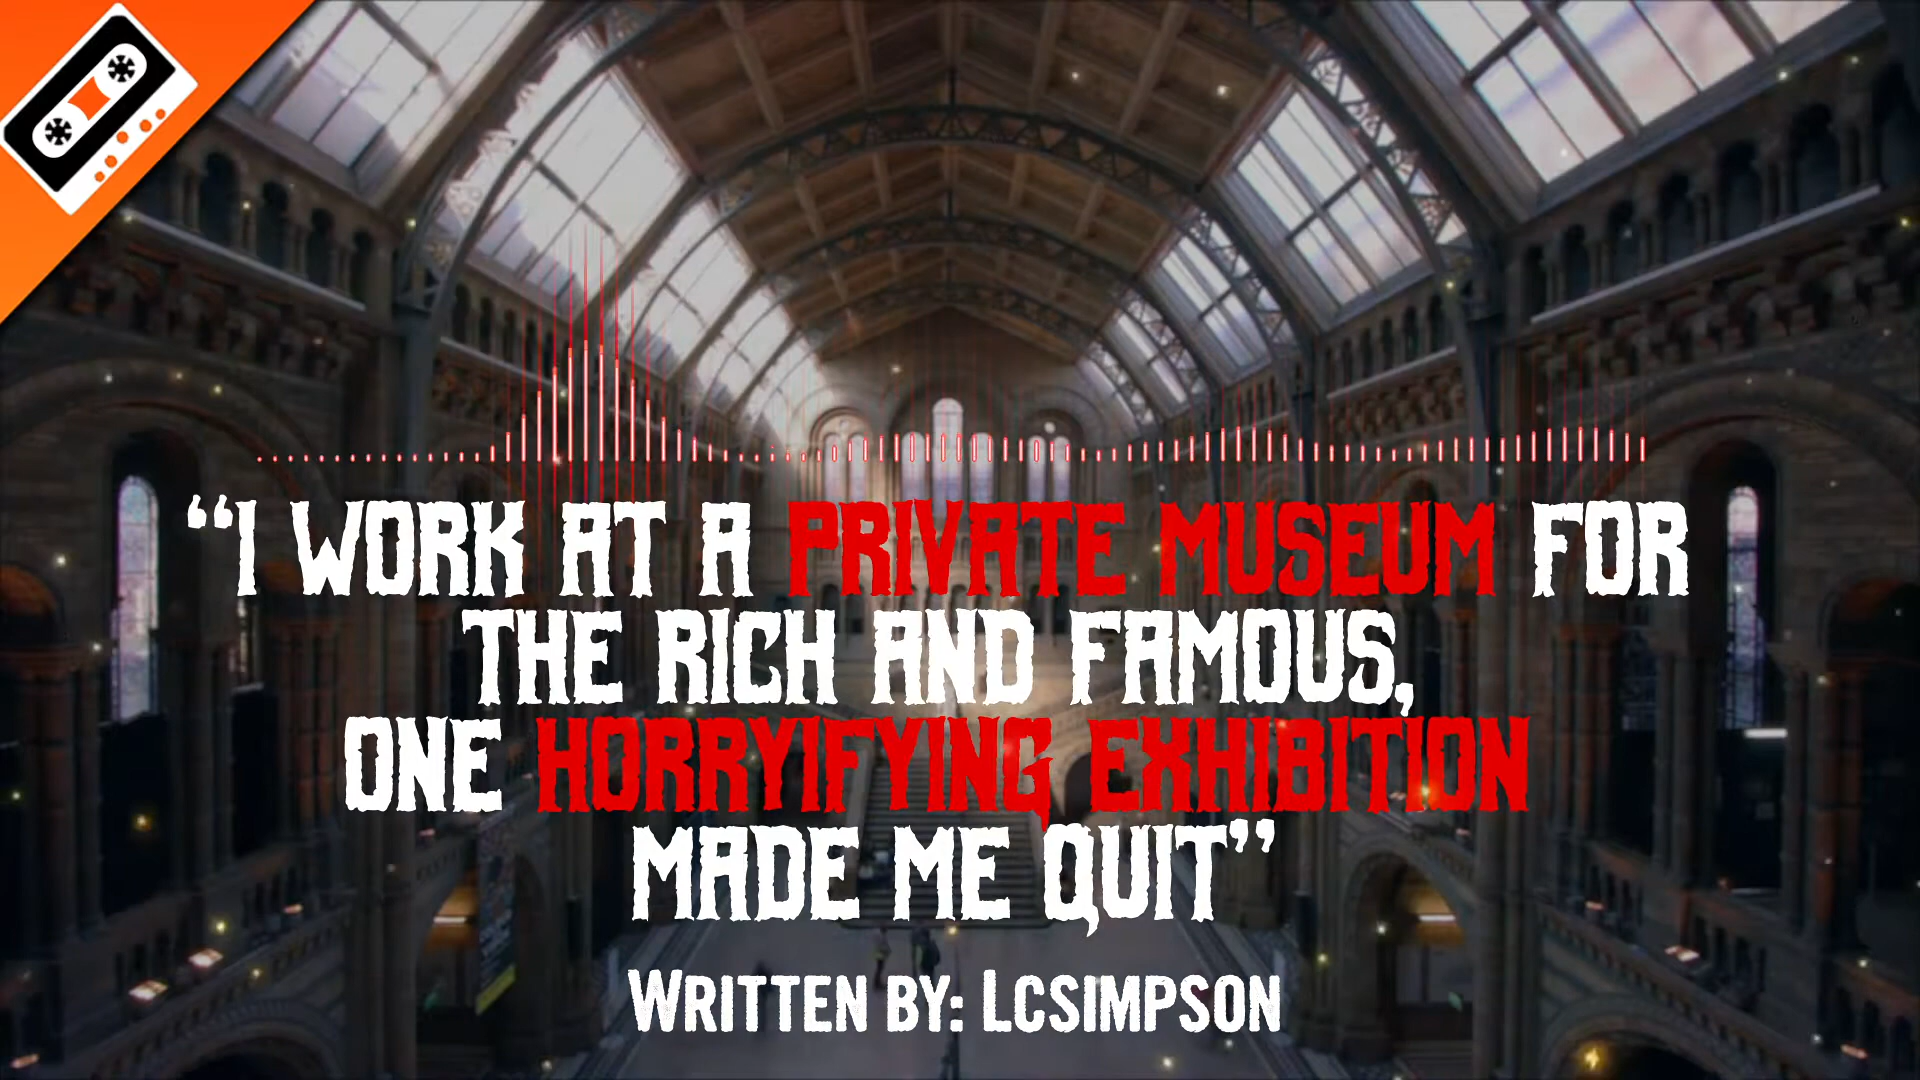 “I WORK AT A PRIVATE MUSEUM FOR
THE RICH AND FAMOUS,
ONE HORRYIFYING EXHIBITION
MADE ME QUIT”
WRITTEN BY: LCSIMPSON